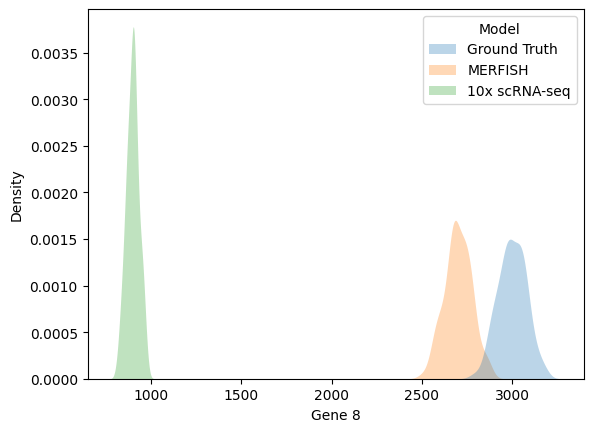 Model
Ground Truth
MERFISH
10x scRNA-seq
Density
0.0035
0.0030
0.0025
0.0020
0.0015
0.0010
0.0005
0.0000
1000 1500 2000 2500 3000
Gene 8